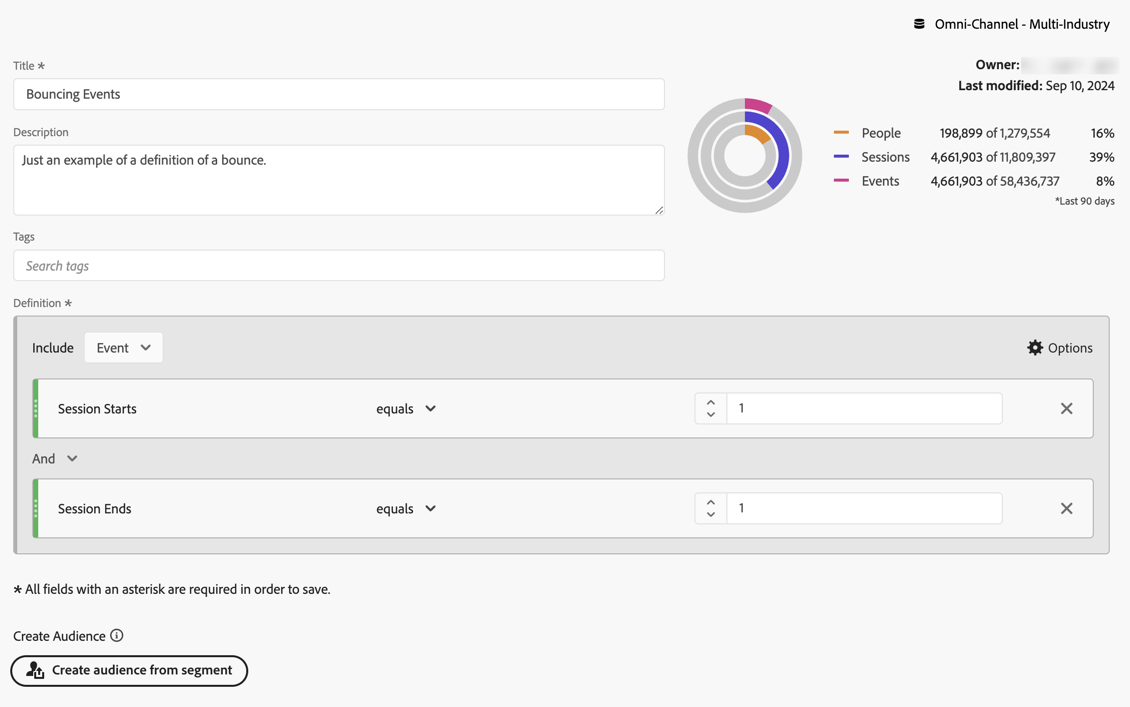 Omni-Channel - Multi-Industry
Title *
Owner:
Bouncing Events
Last modified: Sep 10, 2024
Description
Just an example of a definition of a bounce.
People 198,899 of 1,279,554 16%
Sessions 4,661,903 of 11,809,397 39%
Events 4,661,903 of 58,436,737 8%
*Last 90 days
Tags
Search tags
Definition *
Include Event Options
Session Starts equals 1
And
Session Ends equals 1
* All fields with an asterisk are required in order to save.
Create Audience
Create audience from segment